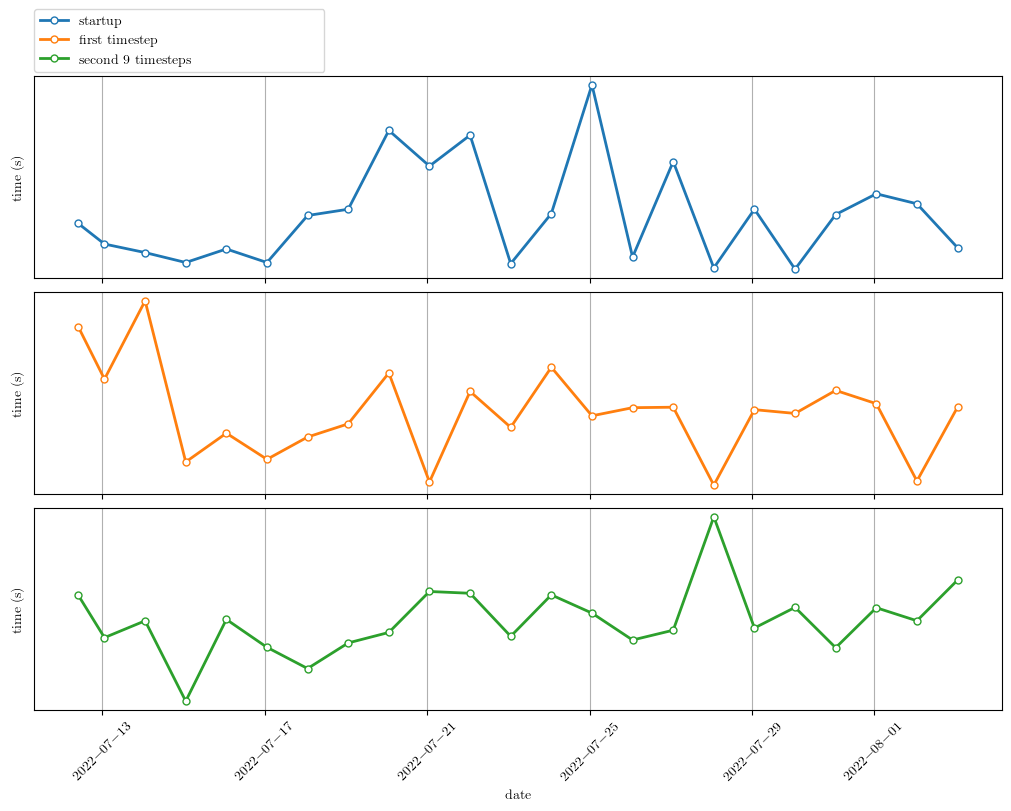 startup
first timestep
second 9 timesteps
time (s)
time (s)
time (s)
2022−07−13
2022−07−17
2022−07−21
2022−07−25
2022−07−29
2022−08−01
date